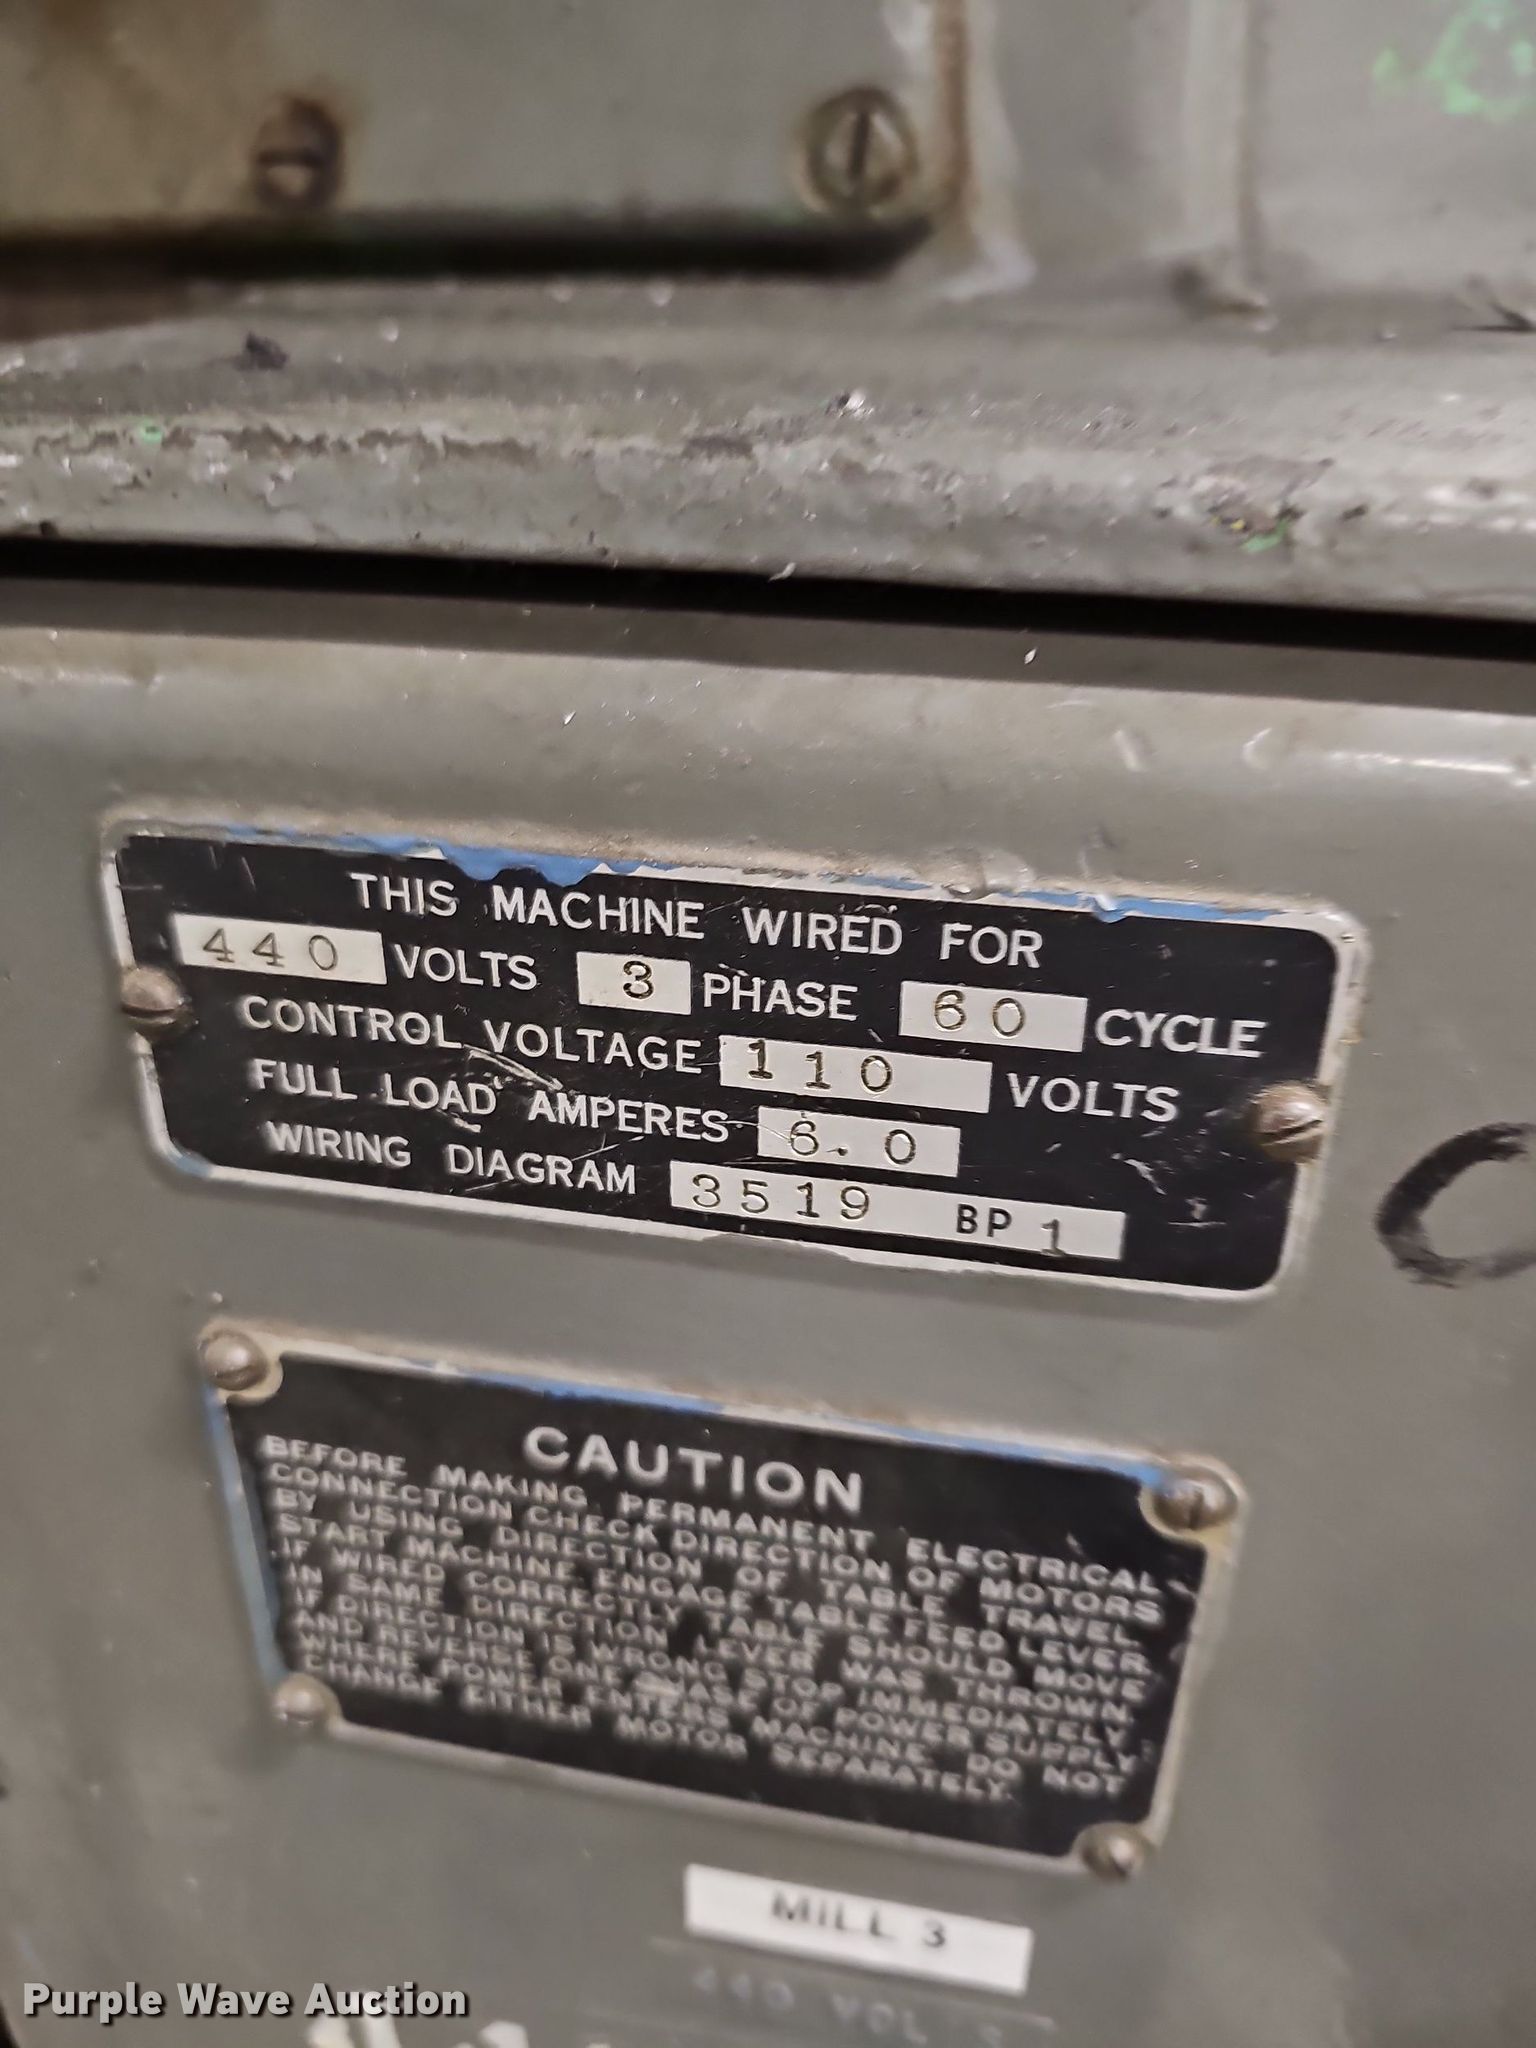 THIS MACHINE WIRED FOR
440 VOLTS 3 PHASE 60 CYCLE
CONTROL VOLTAGE 110 VOLTS
FULL LOAD AMPERES 6.0
WIRING DIAGRAM 3519 BP 1
CAUTION
BEFORE MAKING PERMANENT ELECTRICAL
CONNECTION CHECK DIRECTION OF MOTORS
BY USING DIRECTION OF TABLE TRAVEL.
START MACHINE ENGAGE TABLE FEED LEVER.
IF WIRED CORRECTLY TABLE SHOULD MOVE
IN SAME DIRECTION LEVER WAS THROWN.
IF DIRECTION IS WRONG STOP IMMEDIATELY
AND REVERSE ONE PHASE OF POWER SUPPLY
WHERE POWER ENTERS MACHINE. DO NOT
CHANGE EITHER MOTOR SEPARATELY.
MILL 3
440 VOL
Purple Wave Auction